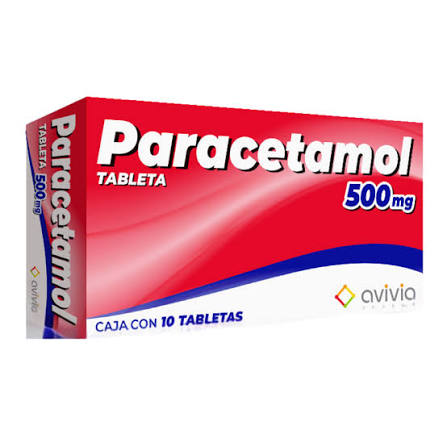 Paracetamol
TABLETA 500mg
avivia
Paracetamol
TABLETA
500mg
avivia
CAJA CON 10 TABLETAS